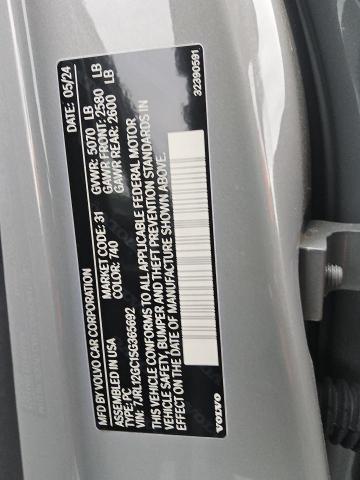 MFD BY VOLVO CAR CORPORATION DATE: 05/24
ASSEMBLED IN USA MARKET CODE: 31 GVWR: 5070 LB
TYPE: PC COLOR: 740 GAWR FRONT: 2580 LB
VIN: 7JRL12GC1SG365692 GAWR REAR: 2600 LB
THIS VEHICLE CONFORMS TO ALL APPLICABLE FEDERAL MOTOR
VEHICLE SAFETY, BUMPER AND THEFT PREVENTION STANDARDS IN
EFFECT ON THE DATE OF MANUFACTURE SHOWN ABOVE.
VOLVO 32390591